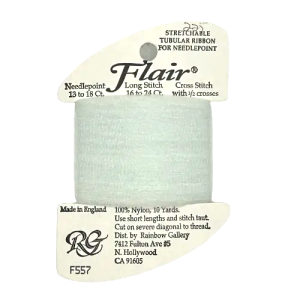 225
STRETCHABLE
TUBULAR RIBBON
FOR NEEDLEPOINT
Flair®
Needlepoint
13 to 18 Ct.
Long Stitch
16 to 24 Ct.
Cross Stitch
with ½ crosses
Made in England
100% Nylon, 10 Yards.
Use short lengths and stitch taut.
Cut on severe diagonal to thread.
Dist. by Rainbow Gallery
7412 Fulton Ave #5
N. Hollywood
CA 91605
RG
F557